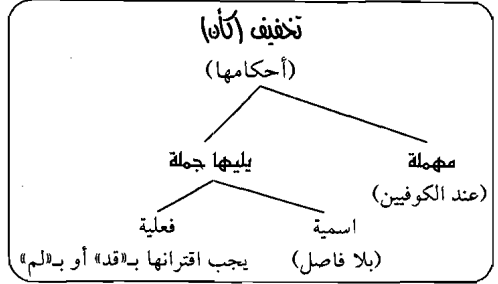 تخفيف (كأن)
(أحكامها)
مهملة
(عند الكوفيين)
يليها جملة
اسمية
(بلا فاصل)
فعلية
يجب اقترانها بـ«قد» أو بـ«لم»